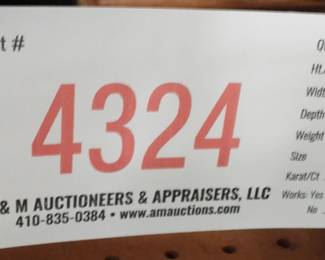 t #
4324
& M AUCTIONEERS & APPRAISERS, LLC
410-835-0384 • www.amauctions.com
Ht.
Widt
Depth
Weight
Size
Karat/Ct
Works: Yes
No